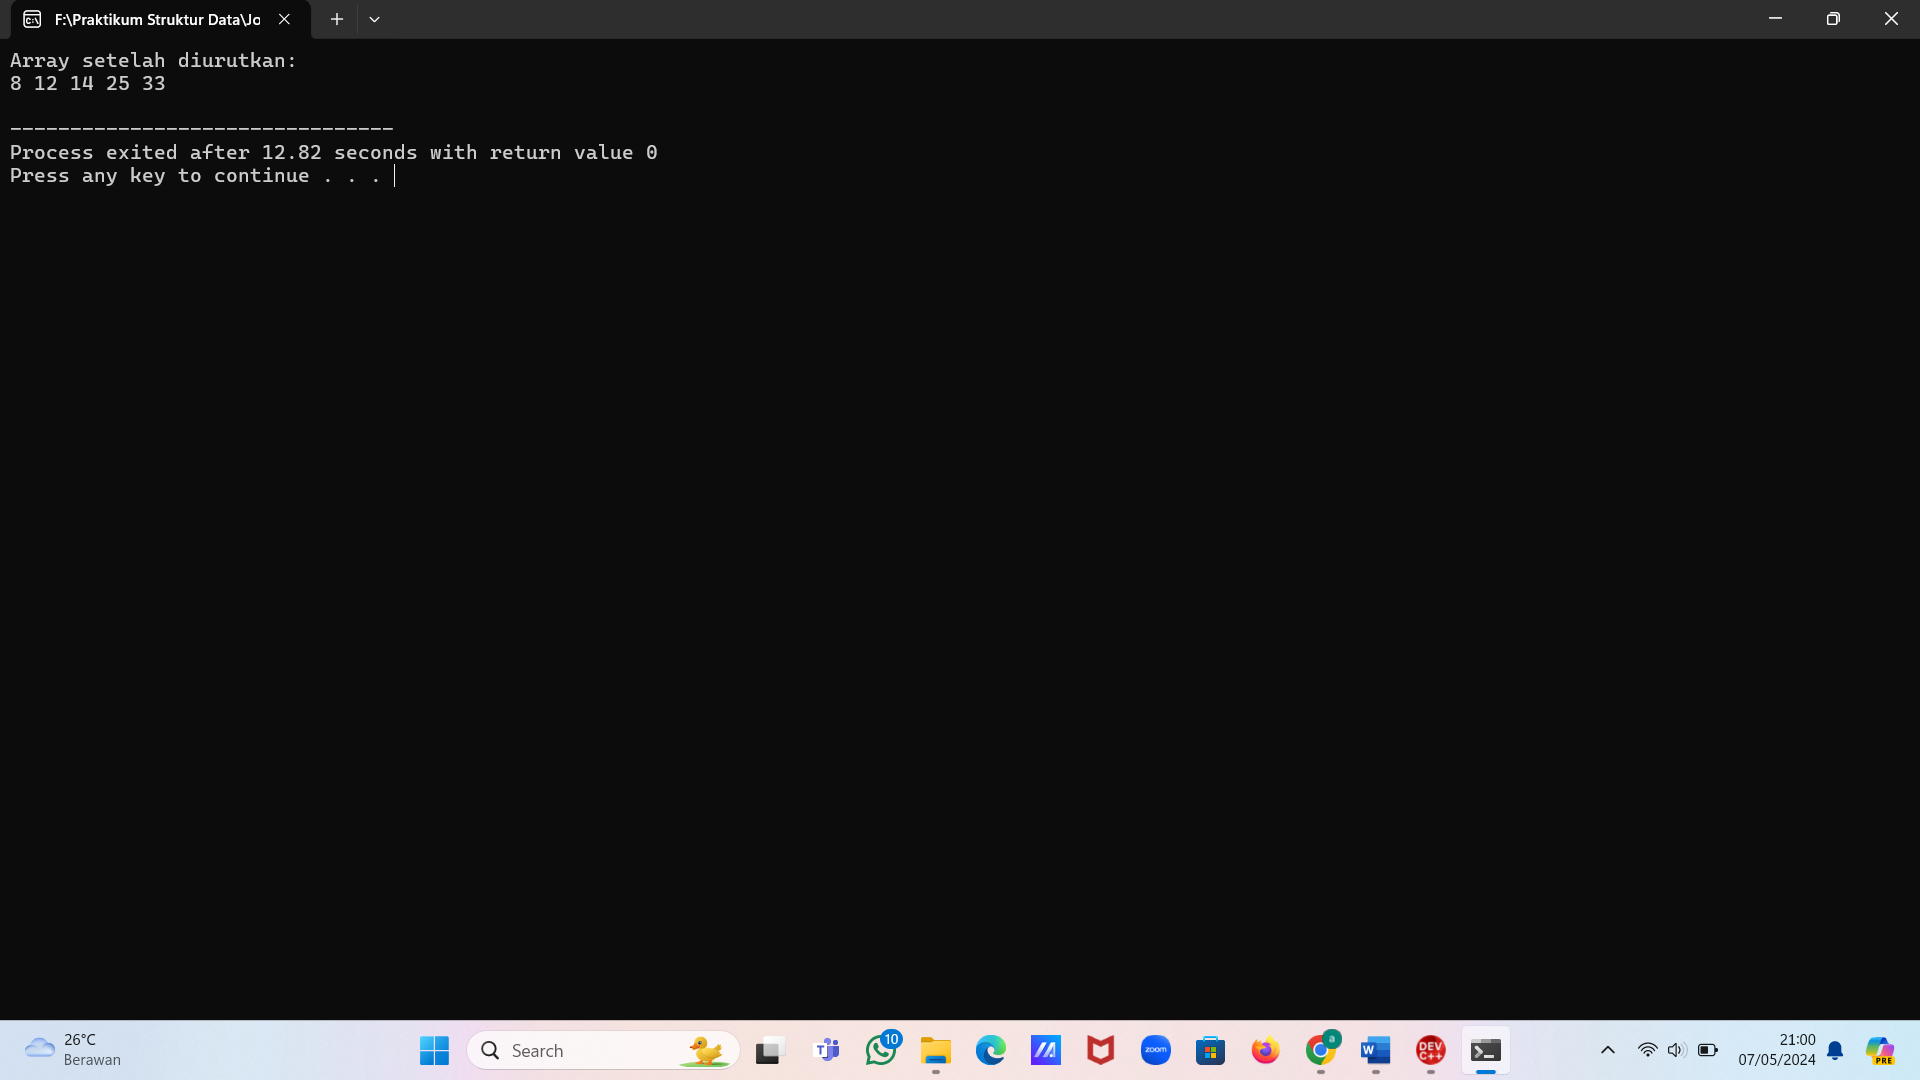 F:\Praktikum Struktur Data\Jo
Array setelah diurutkan:
8 12 14 25 33
--------------------------------
Process exited after 12.82 seconds with return value 0
Press any key to continue . . .
26°C
Berawan
Search
T
10
zoom
a
W
DEV
C++
21:00
07/05/2024
PRE